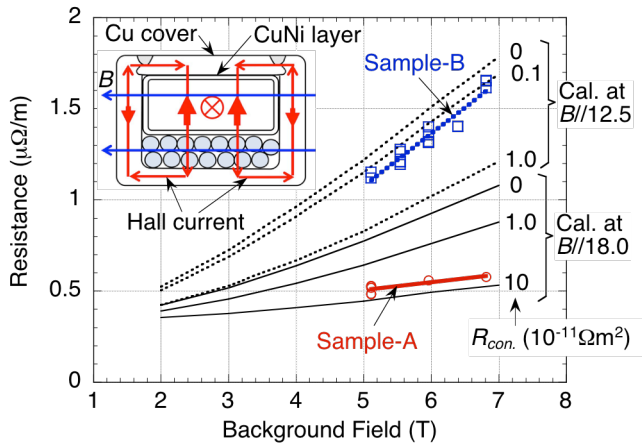 Cu cover
CuNi layer
B
Hall current
Sample-B
Sample-A
0
0.1
1.0
Cal. at
B//12.5
0
1.0
10
Cal. at
B//18.0
R_con. (10⁻¹¹Ωm²)
2
1.5
1
0.5
0
1 2 3 4 5 6 7 8
Resistance (μΩ/m)
Background Field (T)